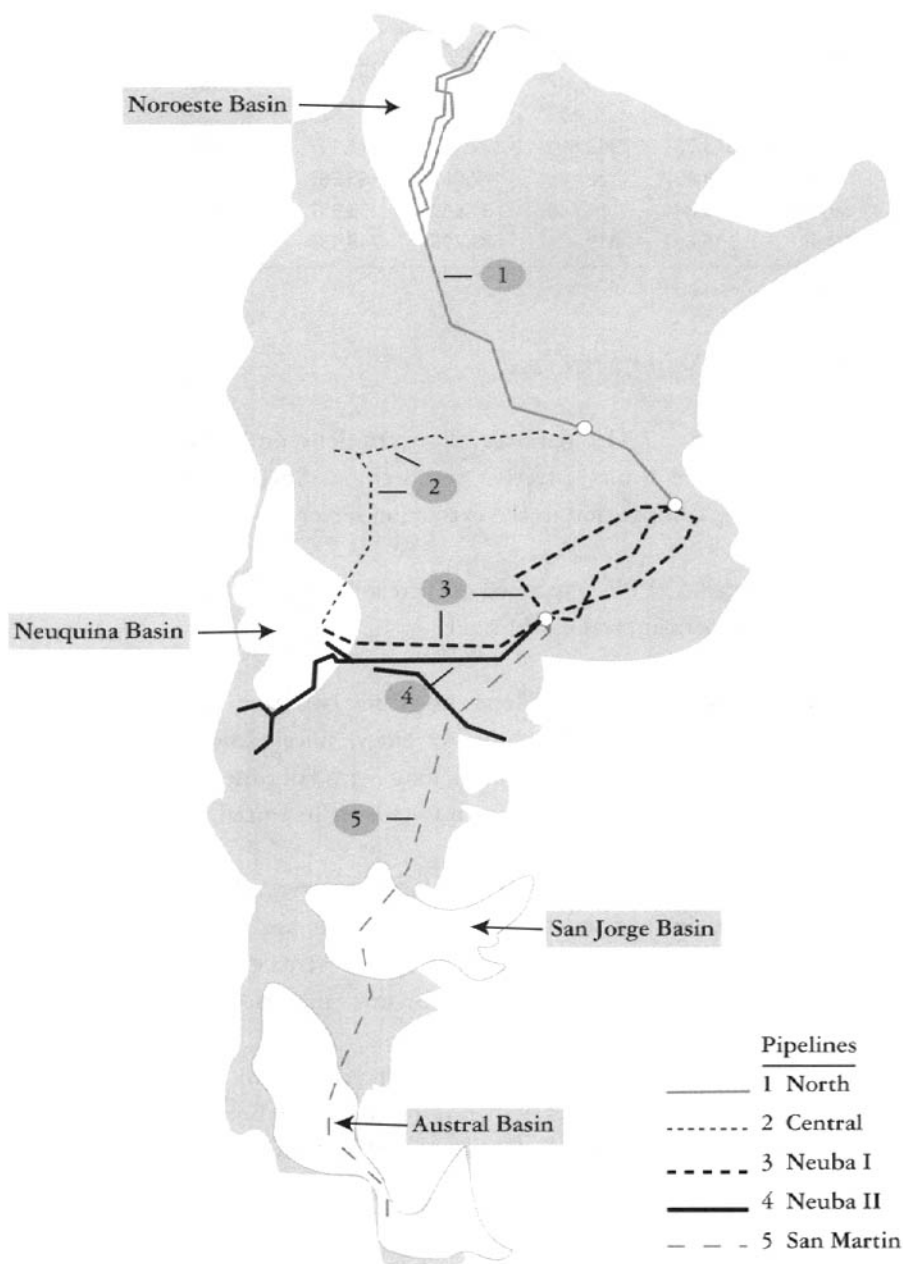 Noroeste Basin
1
2
3
Neuquina Basin
4
5
San Jorge Basin
Austral Basin
Pipelines
1 North
2 Central
3 Neuba I
4 Neuba II
5 San Martin